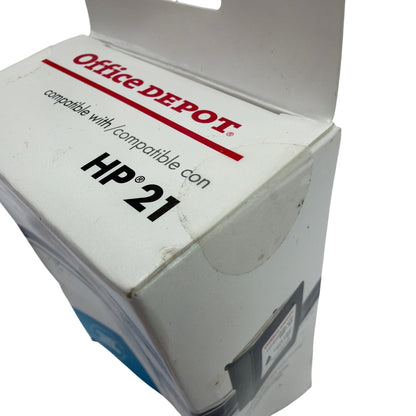 Office DEPOT®
compatible with/compatible con
HP® 21